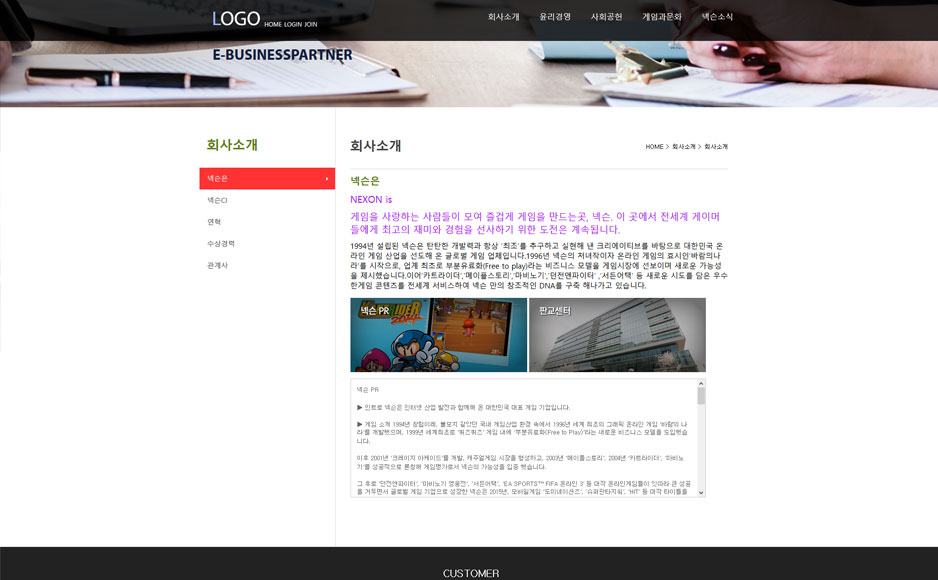 LOGO HOME LOGIN JOIN
회사소개 윤리경영 사회공헌 게임과문화 넥슨소식
E-BUSINESSPARTNER
회사소개
넥슨은
넥슨CI
연혁
수상경력
관계사
회사소개
HOME > 회사소개 > 회사소개
넥슨은
NEXON is
게임을 사랑하는 사람들이 모여 즐겁게 게임을 만드는곳, 넥슨. 이 곳에서 전세계 게이머
들에게 최고의 재미와 경험을 선사하기 위한 도전은 계속됩니다.
1994년 설립된 넥슨은 탄탄한 개발력과 항상 '최초'를 추구하고 실현해 낸 크리에이티브를 바탕으로 대한민국 온
라인 게임 산업을 선도해 온 글로벌 게임 업체입니다.1996년 넥슨의 처녀작이자 온라인 게임의 효시인'바람의나
라'를 시작으로, 업계 최초로 부분유료화(Free to play)라는 비즈니스 모델을 게임시장에 선보이며 새로운 가능성
을 제시했습니다.이어'카트라이더','메이플스토리','마비노기','던전앤파이터' ,'서든어택' 등 새로운 시도를 담은 우수
한게임 콘텐츠를 전세계 서비스하여 넥슨 만의 창조적인 DNA를 구축 해나가고 있습니다.
넥슨 PR
판교센터
넥슨 PR
▶ 인트로 넥슨은 인터넷 산업 발전과 함께해 온 대한민국 대표 게임 기업입니다.
▶ 게임 소개 1994년 창립이래, 불모지 같았던 국내 게임산업 환경 속에서 1996년 세계 최초의 그래픽 온라인 게임 '바람의 나
라'를 개발했으며, 1999년 세계최초로 '퀴즈퀴즈' 게임 내에 '부분유료화(Free to Play)'라는 새로운 비즈니스 모델을 도입했습
니다.
이후 2001년 '크레이지 아케이드'를 개발, 캐주얼게임 시장을 형성하고, 2003년 '메이플스토리', 2004년 '카트라이더', '마비노
기'를 성공적으로 론칭해 게임명가로서 넥슨의 가능성을 입증 했습니다.
그 후로 '던전앤파이터', '마비노기 영웅전', '서든어택', 'EA SPORTS™ FIFA 온라인 3' 등 대작 온라인게임들이 잇따라 큰 성공
을 거두면서 글로벌 게임 기업으로 성장한 넥슨은 2015년, 모바일게임 '도미네이션즈', '슈퍼판타지워', 'HIT' 등 대작 타이틀을
CUSTOMER